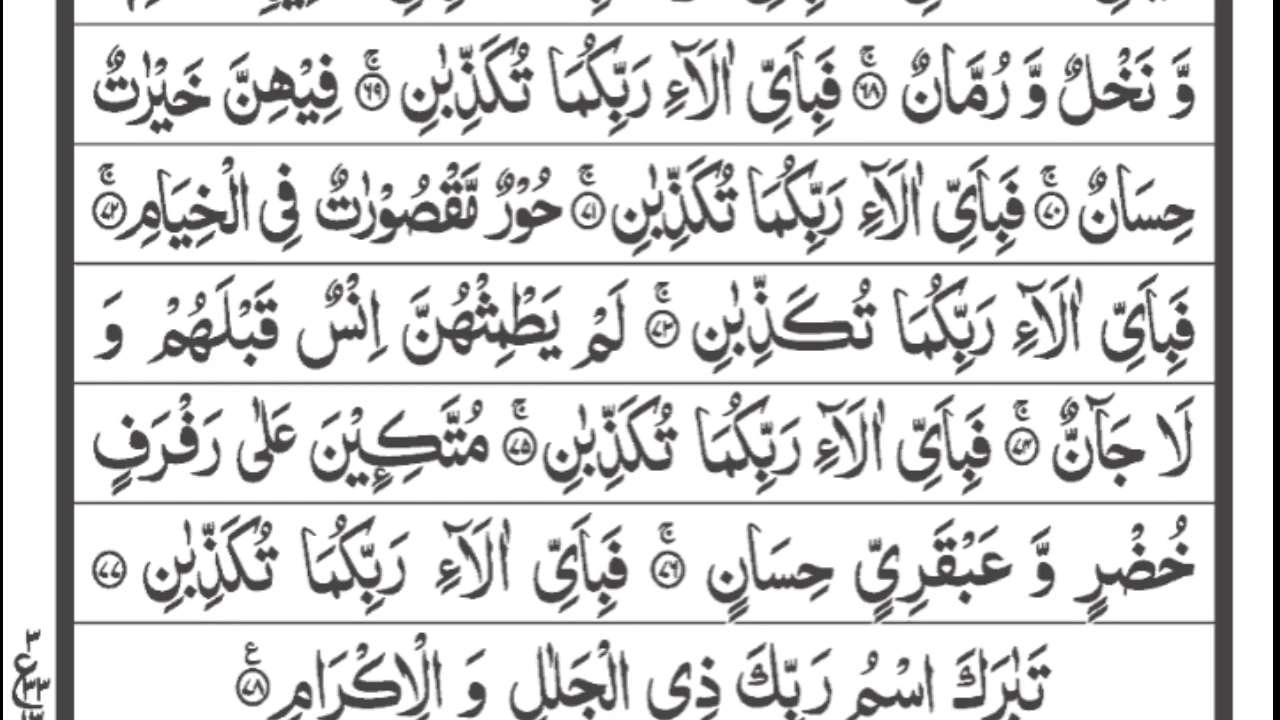 وَّ نَخْلٌ وَّ رُمَّانٌ ۚ﴿۶۸﴾ فَبِاَىِّ اٰلَآءِ رَبِّكُمَا تُكَذِّبٰنِ ۚ﴿۶۹﴾ فِيْهِنَّ خَيْرٰتٌ
حِسَانٌ ۚ﴿۷۰﴾ فَبِاَىِّ اٰلَآءِ رَبِّكُمَا تُكَذِّبٰنِ ۚ﴿۷۱﴾ حُوْرٌ مَّقْصُوْرٰتٌ فِى الْخِيَامِ ۚ﴿۷۲﴾
فَبِاَىِّ اٰلَآءِ رَبِّكُمَا تُكَذِّبٰنِ ۚ﴿۷۳﴾ لَمْ يَطْمِثْهُنَّ اِنْسٌ قَبْلَهُمْ وَ
لَا جَآنٌّ ۚ﴿۷۴﴾ فَبِاَىِّ اٰلَآءِ رَبِّكُمَا تُكَذِّبٰنِ ۚ﴿۷۵﴾ مُتَّكِـِٕيْنَ عَلٰى رَفْرَفٍ
خُضْرٍ وَّ عَبْقَرِىٍّ حِسَانٍ ۚ﴿۷۶﴾ فَبِاَىِّ اٰلَآءِ رَبِّكُمَا تُكَذِّبٰنِ ﴿۷۷﴾
تَبٰرَكَ اسْمُ رَبِّكَ ذِى الْجَلٰلِ وَ الْاِكْرَامِ ﴿۷۸﴾ ع